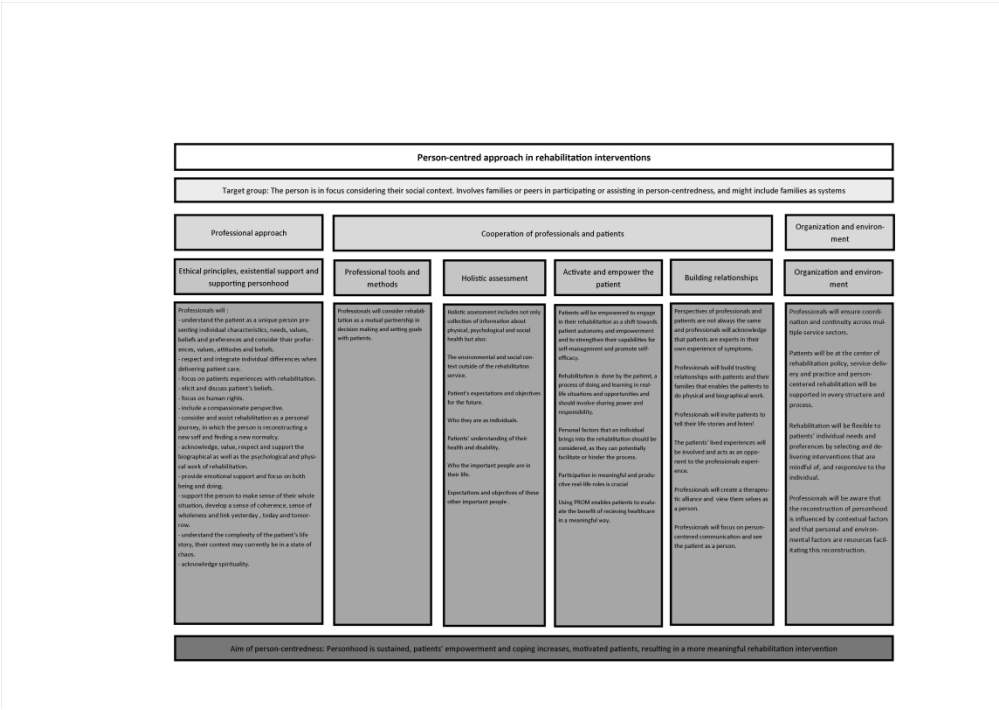 Person-centred approach in rehabilitation interventions
Target group: The person is in focus considering their social context. Involves families or peers in participating or assisting in person-centredness, and might include families as systems
Professional approach
Cooperation of professionals and patients
Organization and environ-
ment
Ethical principles, existential support and
supporting personhood
Professional tools and
methods
Holistic assessment
Activate and empower the
patient
Building relationships
Organization and environ-
ment
Professionals will :
- understand the patient as a unique person pre-
senting individual characteristics, needs, values,
beliefs and preferences and consider their prefer-
ences, values, attitudes and beliefs.
- respect and integrate individual differences when
delivering patient care.
- focus on patients experiences with rehabilitation.
- elicit and discuss patient's beliefs.
- focus on human rights.
- include a compassionate perspective.
- consider and assist rehabilitation as a personal
journey, in which the person is reconstructing a
new self and finding a new normalcy.
- acknowledge, value, respect and support the
biographical as well as the psychological and physi-
cal work of rehabilitation.
- provide emotional support and focus on both
being and doing.
- support the person to make sense of their whole
situation, develop a sense of coherence, sense of
wholeness and link yesterday , today and tomor-
row.
- understand the complexity of the patient's life
story, their context may currently be in a state of
chaos.
- acknowledge spirituality.
Professionals will consider rehabili-
tation as a mutual partnership in
decision making and setting goals
with patients.
Holistic assessment includes not only
collection of information about
physical, psychological and social
health but also:
The environmental and social con-
text outside of the rehabilitation
service.
Patient's expectations and objectives
for the future.
Who they are as individuals.
Patients' understanding of their
health and disability.
Who the important people are in
their life.
Expectations and objectives of these
other important people .
Patients will be empowered to engage
in their rehabilitation as a shift towards
patient autonomy and empowerment
and to strengthen their capabilities for
self-management and promote self-
efficacy.
Rehabilitation is done by the patient, a
process of doing and learning in real-
life situations and opportunities and
should involve sharing power and
responsibility.
Personal factors that an individual
brings into the rehabilitation should be
considered, as they can potentially
facilitate or hinder the process.
Participation in meaningful and produc-
tive real-life roles is crucial
Using PROM enables patients to evalu-
ate the benefit of recieving healthcare
in a meaningful way.
Perspectives of professionals and
patients are not always the same
and professionals will acknowledge
that patients are experts in their
own experience of symptoms.
Professionals will build trusting
relationships with patients and their
families that enables the patients to
do physical and biographical work.
Professionals will invite patients to
tell their life stories and listen!
The patients' lived experiences will
be involved and acts as an oppo-
nent to the professionals experi-
ence.
Professionals will create a therapeu-
tic alliance and view them selves as
a person.
Professionals will focus on person-
centered communication and see
the patient as a person.
Professionals will ensure coordi-
nation and continuity across mul-
tiple service sectors.
Patients will be at the center of
rehabilitation policy, service deliv-
ery and practice and person-
centered rehabilitation will be
supported in every structure and
process.
Rehabilitation will be flexible to
patients' individual needs and
preferences by selecting and de-
livering interventions that are
mindful of, and responsive to the
individual.
Professionals will be aware that
the reconstruction of personhood
is influenced by contextual factors
and that personal and environ-
mental factors are resources facil-
itating this reconstruction.
Aim of person-centredness: Personhood is sustained, patients' empowerment and coping increases, motivated patients, resulting in a more meaningful rehabilitation intervention